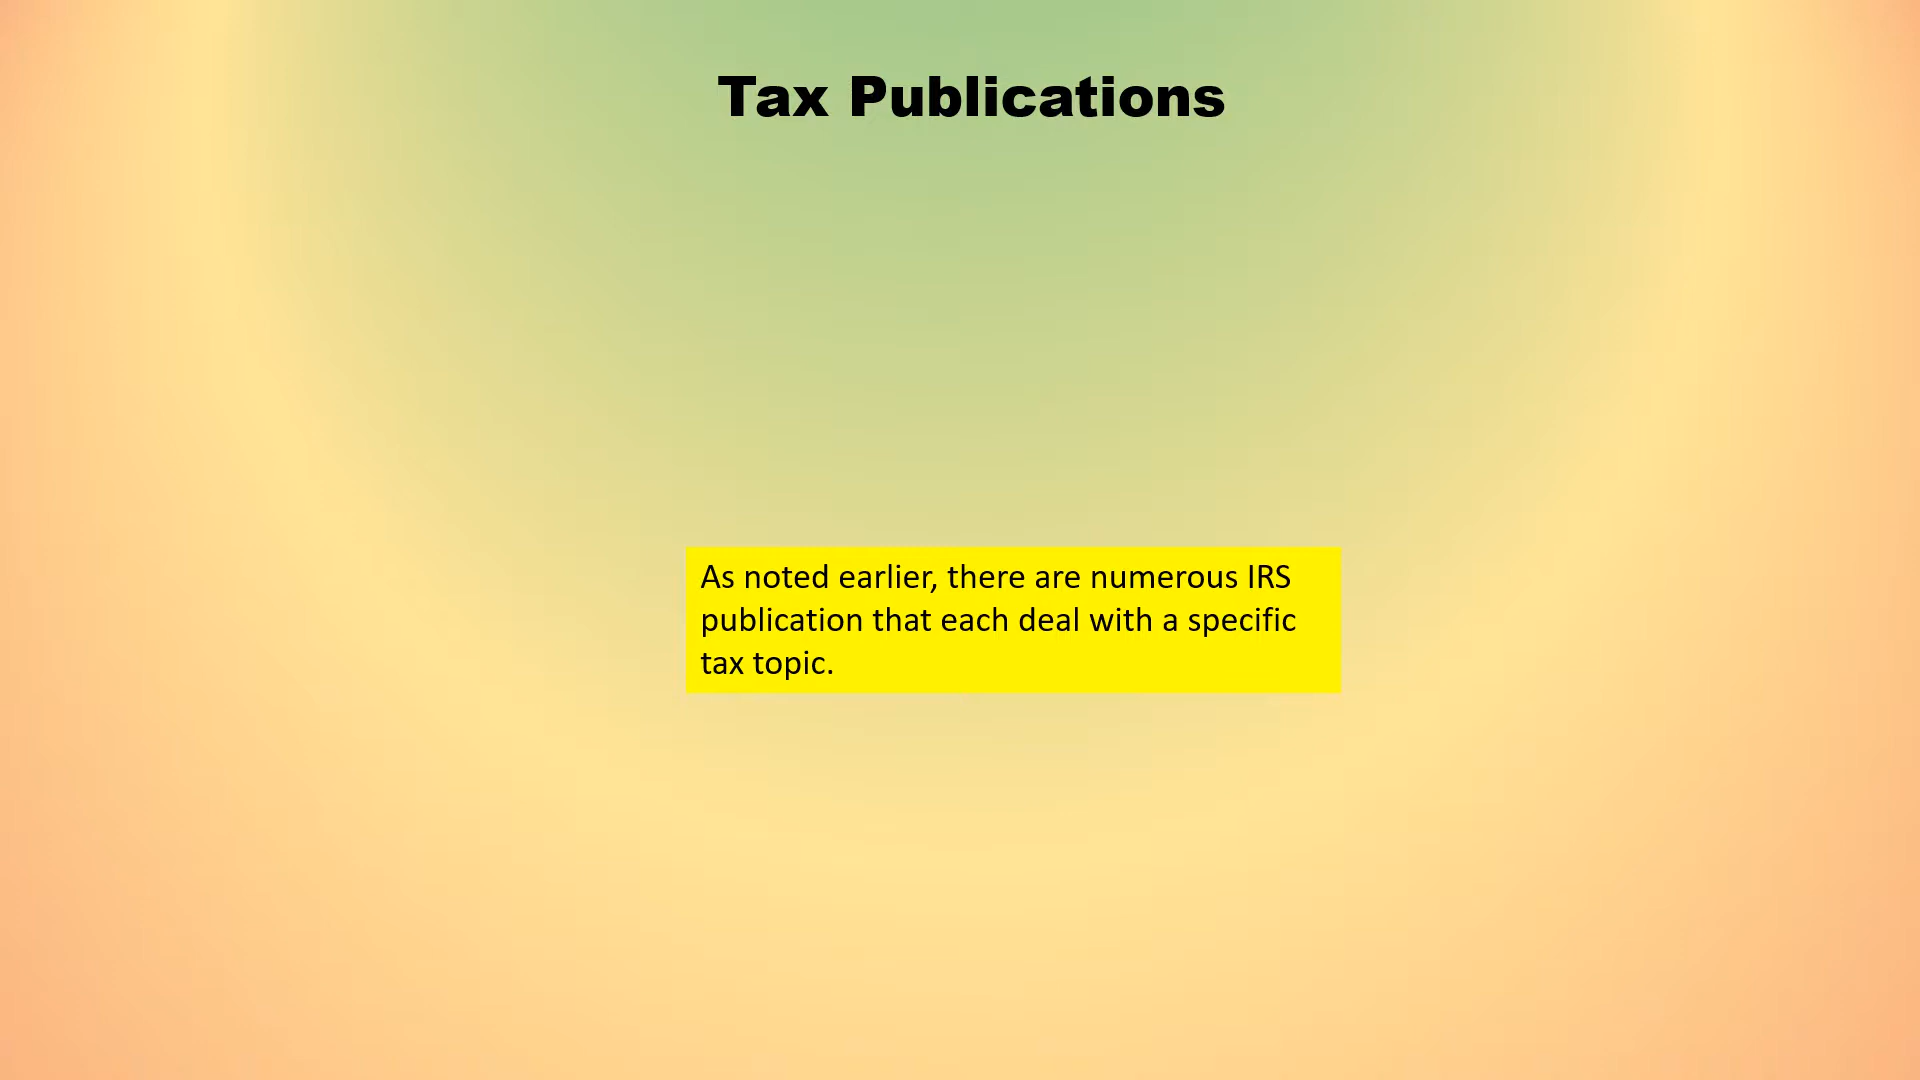 Tax Publications
As noted earlier, there are numerous IRS
publication that each deal with a specific
tax topic.